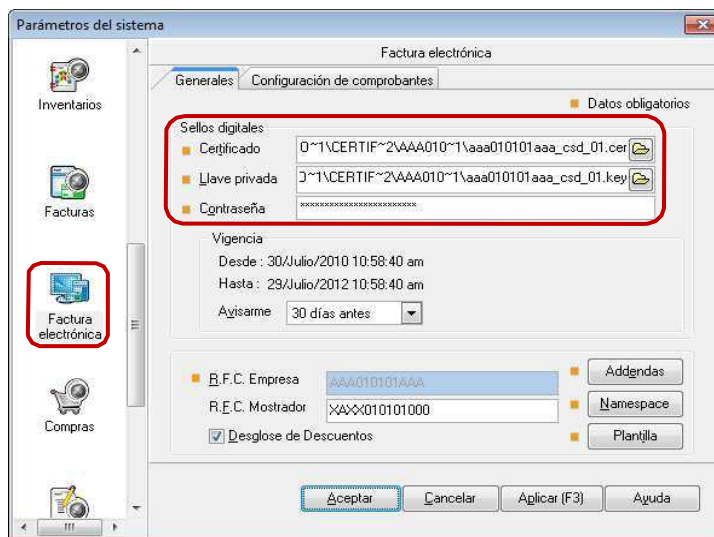 Parámetros del sistema
Inventarios
Facturas
Factura
electrónica
Compras
Factura electrónica
Generales
Configuración de comprobantes
Datos obligatorios
Sellos digitales
Certificado
O~1\CERTIF~2\AAA010~1\aaa010101aaa_csd_01.cer
Llave privada
O~1\CERTIF~2\AAA010~1\aaa010101aaa_csd_01.key
Contraseña
Vigencia
Desde : 30/Julio/2010 10:58:40 am
Hasta : 29/Julio/2012 10:58:40 am
Avisarme 30 días antes
R.F.C. Empresa AAA010101AAA
Addendas
R.F.C. Mostrador XAXX010101000
Namespace
Desglose de Descuentos
Plantilla
Aceptar Cancelar Aplicar (F3) Ayuda